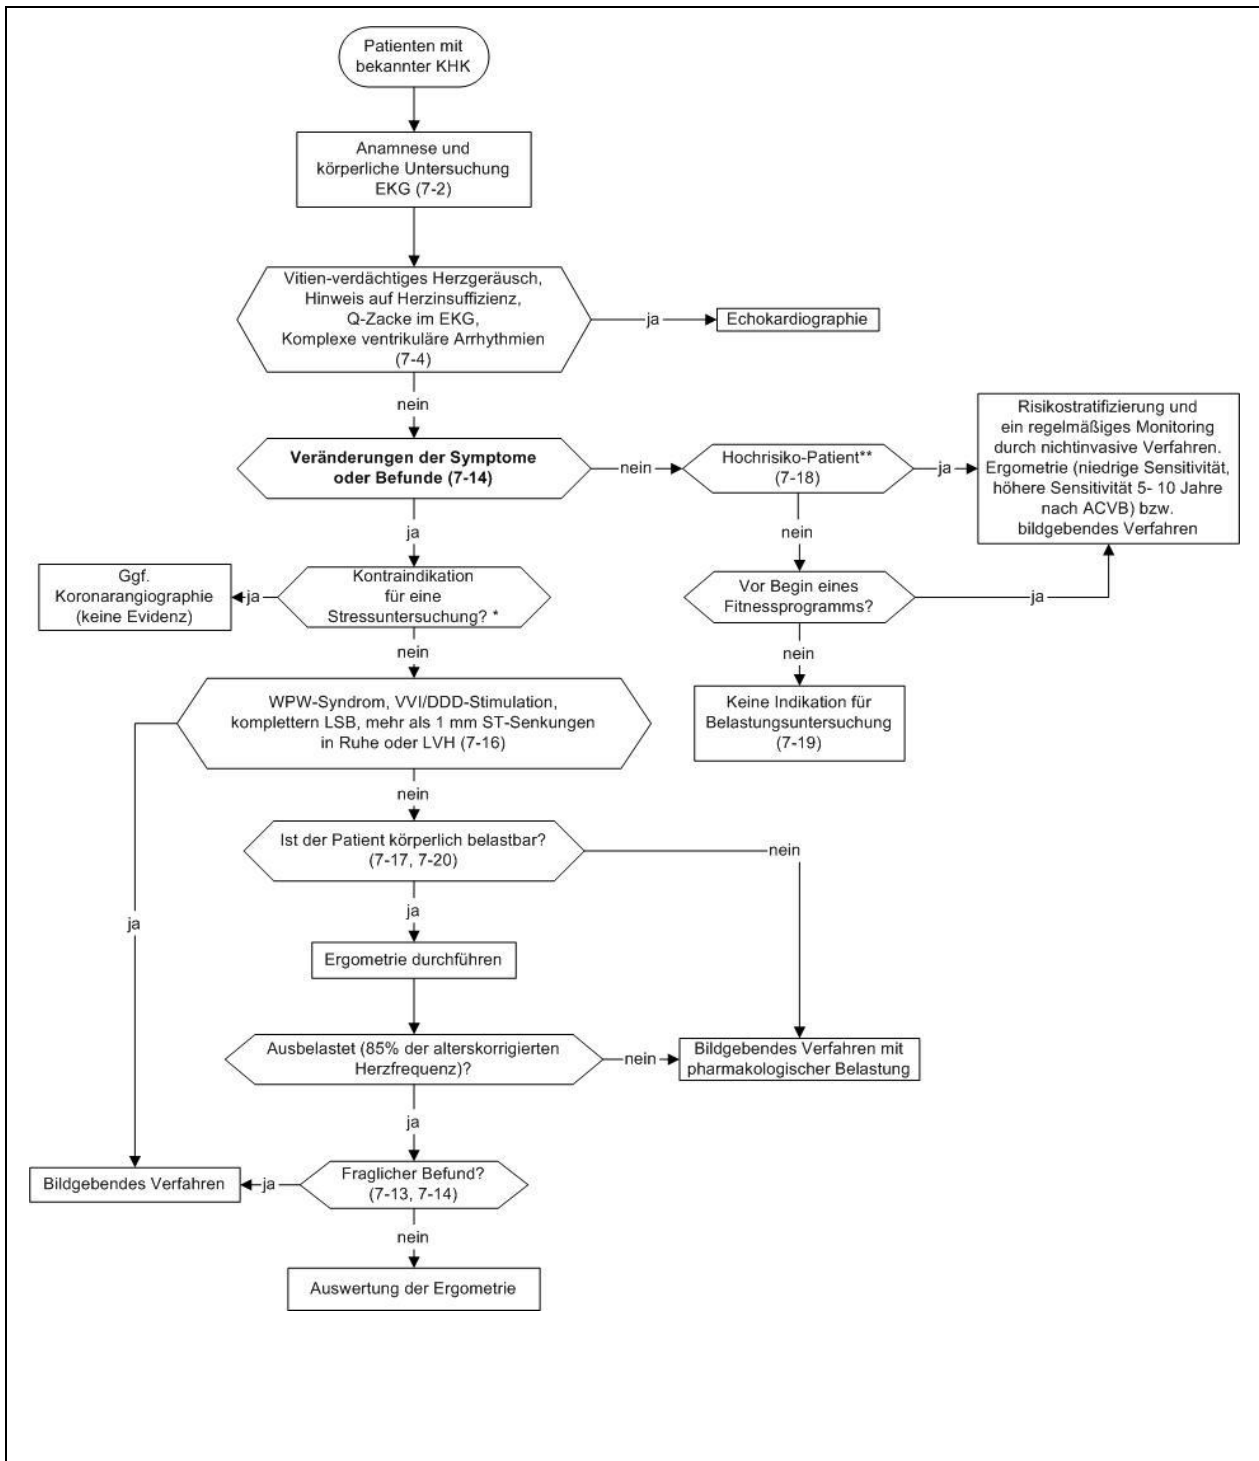 Patienten mit
bekannter KHK
Anamnese und
körperliche Untersuchung
EKG (7-2)
Vitien-verdächtiges Herzgeräusch,
Hinweis auf Herzinsuffizienz,
Q-Zacke im EKG,
Komplexe ventrikuläre Arrhythmien
(7-4)
ja
Echokardiographie
nein
Veränderungen der Symptome
oder Befunde (7-14)
nein
Hochrisiko-Patient**
(7-18)
ja
Risikostratifizierung und
ein regelmäßiges Monitoring
durch nichtinvasive Verfahren.
Ergometrie (niedrige Sensitivität,
höhere Sensitivität 5- 10 Jahre
nach ACVB) bzw.
bildgebendes Verfahren
ja
nein
Ggf.
Koronarangiographie
(keine Evidenz)
ja
Kontraindikation
für eine
Stressuntersuchung? *
Vor Begin eines
Fitnessprogramms?
ja
nein
nein
WPW-Syndrom, VVI/DDD-Stimulation,
komplettern LSB, mehr als 1 mm ST-Senkungen
in Ruhe oder LVH (7-16)
Keine Indikation für
Belastungsuntersuchung
(7-19)
nein
Ist der Patient körperlich belastbar?
(7-17, 7-20)
nein
ja
ja
Ergometrie durchführen
Ausbelastet (85% der alterskorrigierten
Herzfrequenz)?
nein
Bildgebendes Verfahren mit
pharmakologischer Belastung
ja
Bildgebendes Verfahren
ja
Fraglicher Befund?
(7-13, 7-14)
nein
Auswertung der Ergometrie